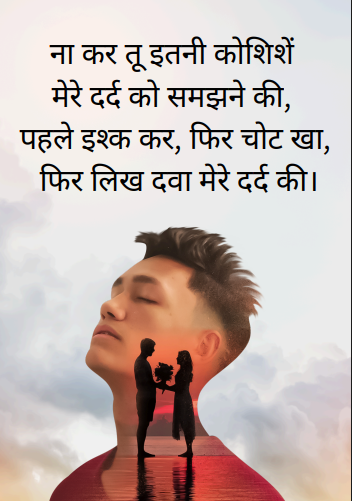 ना कर तू इतनी कोशिशें
मेरे दर्द को समझने की,
पहले इश्क कर, फिर चोट खा,
फिर लिख दवा मेरे दर्द की।